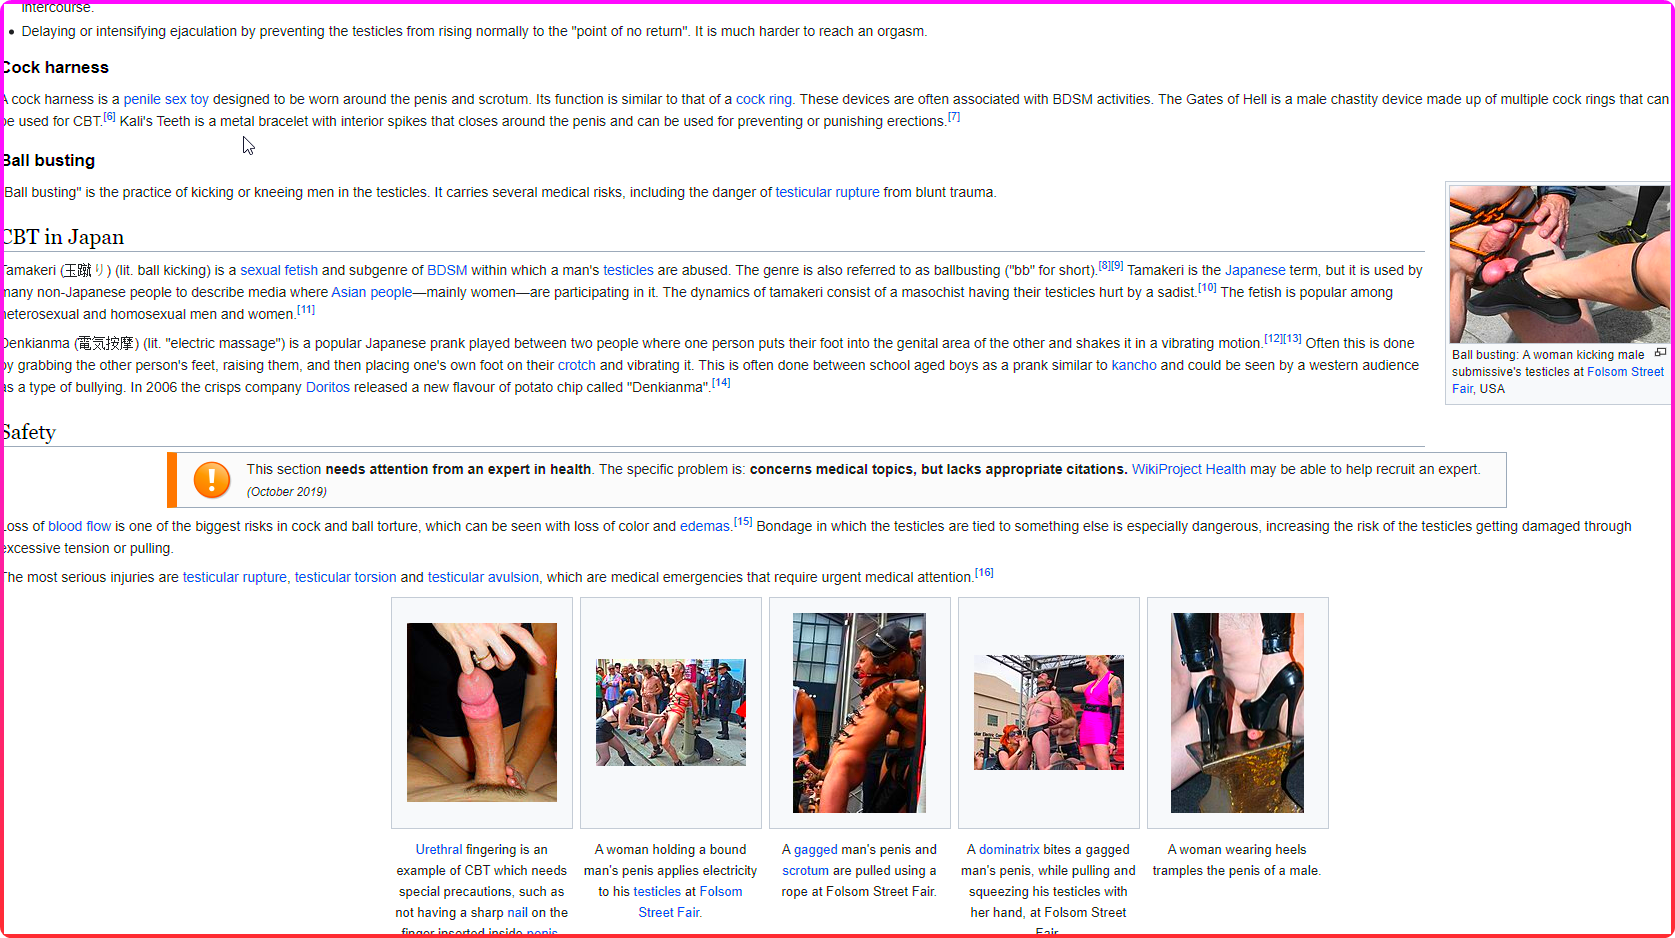 intercourse.
Delaying or intensifying ejaculation by preventing the testicles from rising normally to the "point of no return". It is much harder to reach an orgasm.
Cock harness
A cock harness is a penile sex toy designed to be worn around the penis and scrotum. Its function is similar to that of a cock ring. These devices are often associated with BDSM activities. The Gates of Hell is a male chastity device made up of multiple cock rings that can
be used for CBT.[6] Kali's Teeth is a metal bracelet with interior spikes that closes around the penis and can be used for preventing or punishing erections.[7]
Ball busting
"Ball busting" is the practice of kicking or kneeing men in the testicles. It carries several medical risks, including the danger of testicular rupture from blunt trauma.
CBT in Japan
Tamakeri (玉蹴り) (lit. ball kicking) is a sexual fetish and subgenre of BDSM within which a man's testicles are abused. The genre is also referred to as ballbusting ("bb" for short).[8][9] Tamakeri is the Japanese term, but it is used by
many non-Japanese people to describe media where Asian people—mainly women—are participating in it. The dynamics of tamakeri consist of a masochist having their testicles hurt by a sadist.[10] The fetish is popular among
heterosexual and homosexual men and women.[11]
Denkianma (電気按摩) (lit. "electric massage") is a popular Japanese prank played between two people where one person puts their foot into the genital area of the other and shakes it in a vibrating motion.[12][13] Often this is done
by grabbing the other person's feet, raising them, and then placing one's own foot on their crotch and vibrating it. This is often done between school aged boys as a prank similar to kancho and could be seen by a western audience
as a type of bullying. In 2006 the crisps company Doritos released a new flavour of potato chip called "Denkianma".[14]
Ball busting: A woman kicking male
submissive's testicles at Folsom Street
Fair, USA
Safety
This section needs attention from an expert in health. The specific problem is: concerns medical topics, but lacks appropriate citations. WikiProject Health may be able to help recruit an expert.
(October 2019)
Loss of blood flow is one of the biggest risks in cock and ball torture, which can be seen with loss of color and edemas.[15] Bondage in which the testicles are tied to something else is especially dangerous, increasing the risk of the testicles getting damaged through
excessive tension or pulling.
The most serious injuries are testicular rupture, testicular torsion and testicular avulsion, which are medical emergencies that require urgent medical attention.[16]
Urethral fingering is an
example of CBT which needs
special precautions, such as
not having a sharp nail on the
finger inserted inside penis
A woman holding a bound
man's penis applies electricity
to his testicles at Folsom
Street Fair.
A gagged man's penis and
scrotum are pulled using a
rope at Folsom Street Fair.
A dominatrix bites a gagged
man's penis, while pulling and
squeezing his testicles with
her hand, at Folsom Street
Fair
A woman wearing heels
tramples the penis of a male.